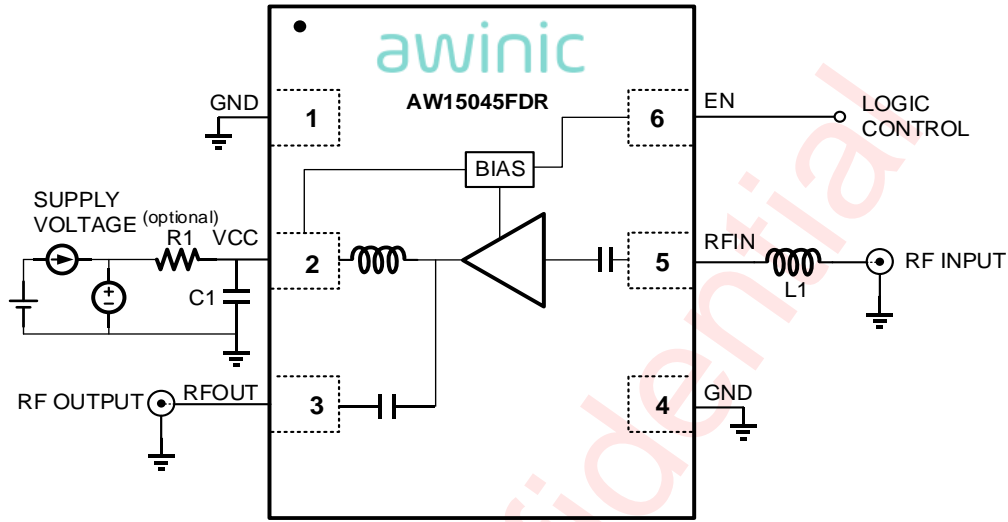 awinic
AW15045FDR
GND
1
6
EN
LOGIC
CONTROL
BIAS
SUPPLY
VOLTAGE
(optional)
R1
VCC
2
5
RFIN
L1
RF INPUT
C1
+
−
RF OUTPUT
RFOUT
3
4
GND
fidential